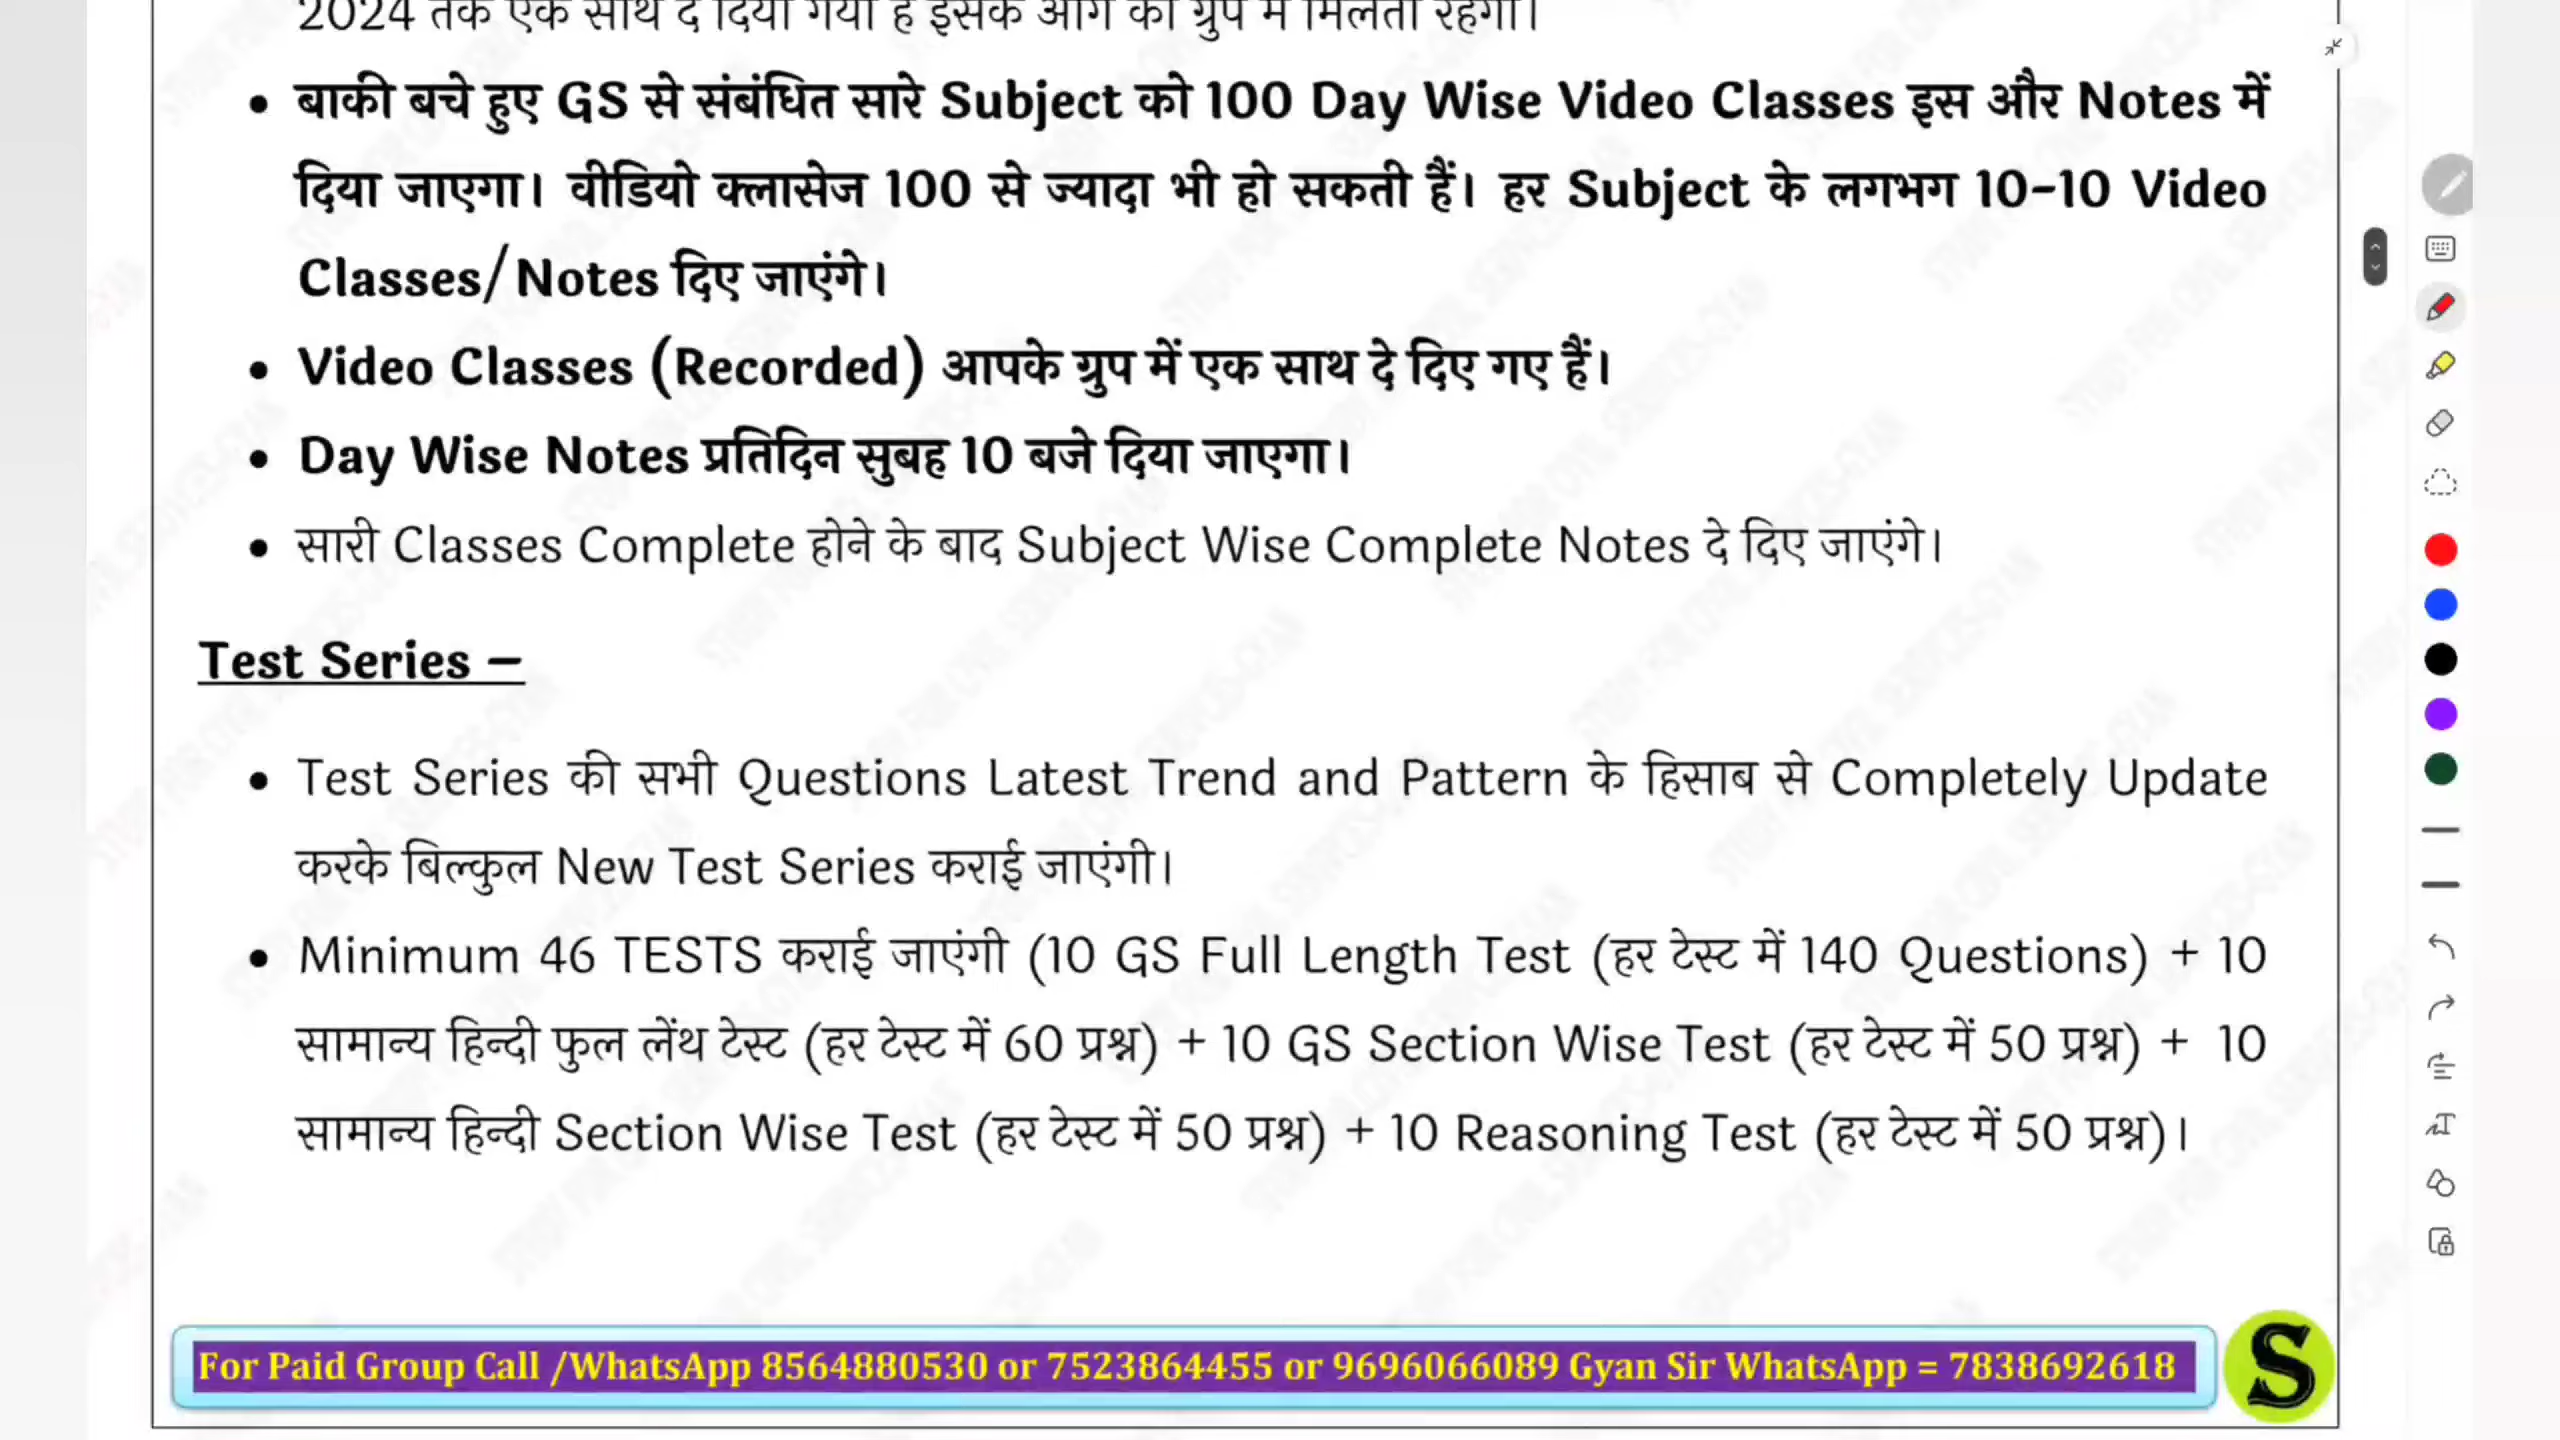 2024 तक एक साथ दे दिया गया है इसके आगे का ग्रुप में मिलता रहेगा।
• बाकी बचे हुए GS से संबंधित सारे Subject को 100 Day Wise Video Classes इस और Notes में
दिया जाएगा। वीडियो क्लासेज 100 से ज्यादा भी हो सकती हैं। हर Subject के लगभग 10-10 Video
Classes/Notes दिए जाएंगे।
• Video Classes (Recorded) आपके ग्रुप में एक साथ दे दिए गए हैं।
• Day Wise Notes प्रतिदिन सुबह 10 बजे दिया जाएगा।
• सारी Classes Complete होने के बाद Subject Wise Complete Notes दे दिए जाएंगे।
Test Series –
• Test Series की सभी Questions Latest Trend and Pattern के हिसाब से Completely Update
करके बिल्कुल New Test Series कराई जाएंगी।
• Minimum 46 TESTS कराई जाएंगी (10 GS Full Length Test (हर टेस्ट में 140 Questions) + 10
सामान्य हिन्दी फुल लेंथ टेस्ट (हर टेस्ट में 60 प्रश्न) + 10 GS Section Wise Test (हर टेस्ट में 50 प्रश्न) + 10
सामान्य हिन्दी Section Wise Test (हर टेस्ट में 50 प्रश्न) + 10 Reasoning Test (हर टेस्ट में 50 प्रश्न)।
For Paid Group Call /WhatsApp 8564880530 or 7523864455 or 9696066089 Gyan Sir WhatsApp = 7838692618
S